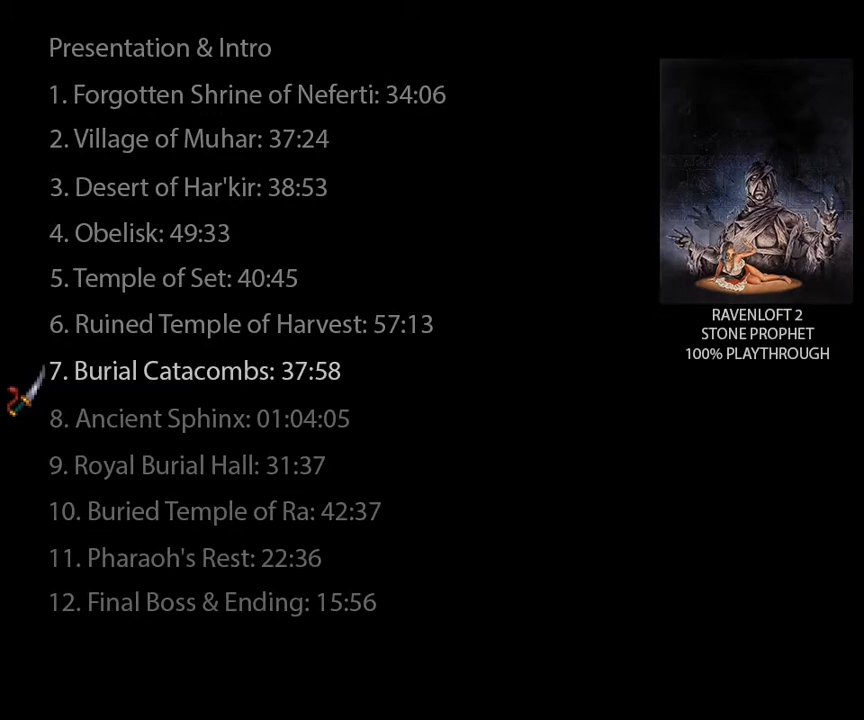 Presentation & Intro
1. Forgotten Shrine of Neferti: 34:06
2. Village of Muhar: 37:24
3. Desert of Har'kir: 38:53
4. Obelisk: 49:33
5. Temple of Set: 40:45
6. Ruined Temple of Harvest: 57:13
7. Burial Catacombs: 37:58
8. Ancient Sphinx: 01:04:05
9. Royal Burial Hall: 31:37
10. Buried Temple of Ra: 42:37
11. Pharaoh's Rest: 22:36
12. Final Boss & Ending: 15:56
RAVENLOFT 2
STONE PROPHET
100% PLAYTHROUGH